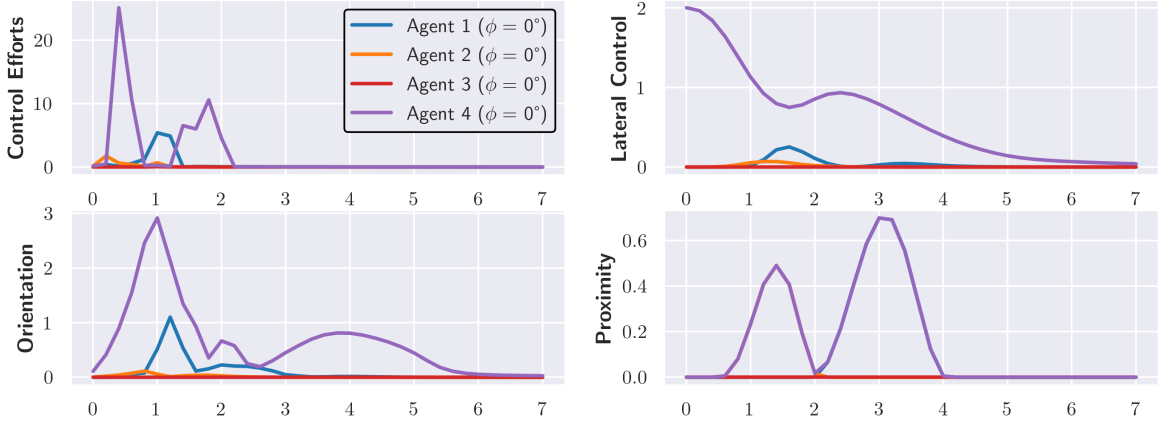 Control Efforts
20
10
0
Agent 1 (ϕ = 0°)
Agent 2 (ϕ = 0°)
Agent 3 (ϕ = 0°)
Agent 4 (ϕ = 0°)
0 1 2 3 4 5 6 7
Lateral Control
2
1
0
0 1 2 3 4 5 6 7
Orientation
3
2
1
0
0 1 2 3 4 5 6 7
Proximity
0.6
0.4
0.2
0.0
0 1 2 3 4 5 6 7